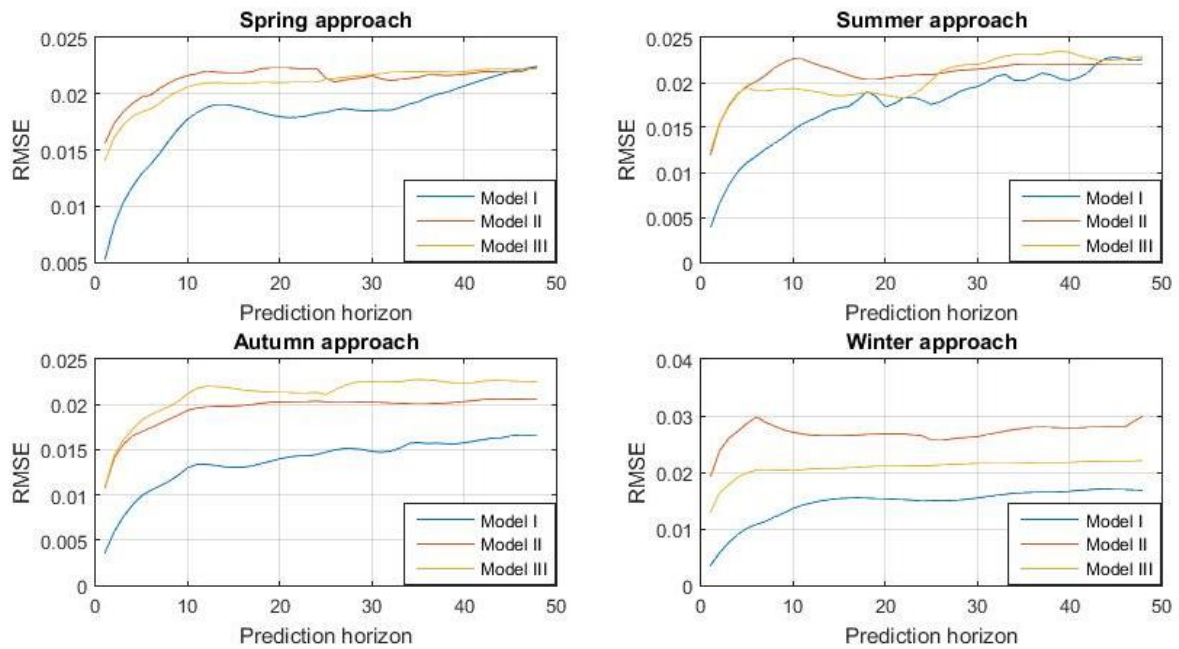 Spring approach
0.025
0.02
0.015
0.01
0.005
RMSE
0 10 20 30 40 50
Prediction horizon
Model I
Model II
Model III
Summer approach
0.025
0.02
0.015
0.01
0.005
0
RMSE
0 10 20 30 40 50
Prediction horizon
Model I
Model II
Model III
Autumn approach
0.025
0.02
0.015
0.01
0.005
0
RMSE
0 10 20 30 40 50
Prediction horizon
Model I
Model II
Model III
Winter approach
0.04
0.03
0.02
0.01
0
RMSE
0 10 20 30 40 50
Prediction horizon
Model I
Model II
Model III